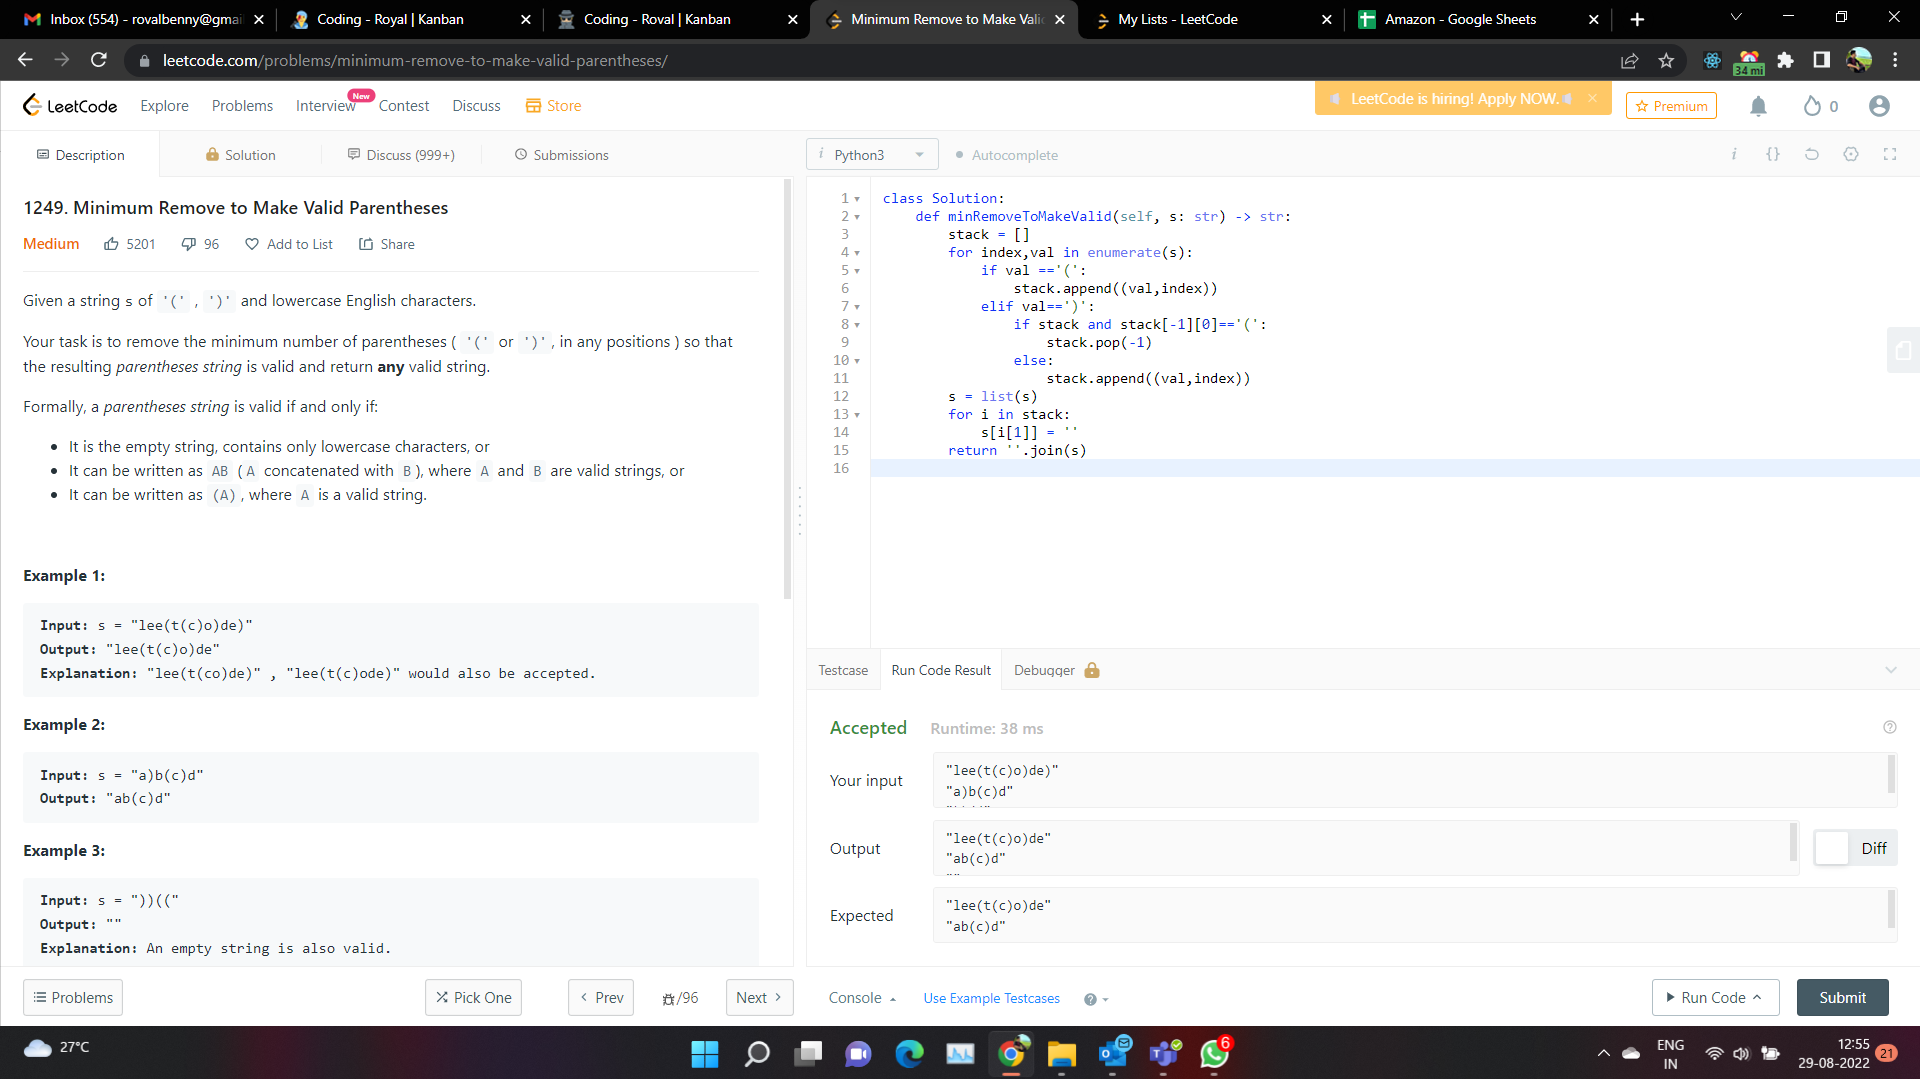 Inbox (554) - rovalbenny@gmai
Coding - Royal | Kanban
Coding - Roval | Kanban
Minimum Remove to Make Valid
My Lists - LeetCode
Amazon - Google Sheets
leetcode.com/problems/minimum-remove-to-make-valid-parentheses/
34 mi
LeetCode Explore Problems Interview New Contest Discuss Store
LeetCode is hiring! Apply NOW.
Premium 0
Description Solution Discuss (999+) Submissions
i Python3 Autocomplete i {}
1249. Minimum Remove to Make Valid Parentheses
Medium 5201 96 Add to List Share
Given a string s of '(' , ')' and lowercase English characters.
Your task is to remove the minimum number of parentheses ( '(' or ')', in any positions ) so that
the resulting parentheses string is valid and return any valid string.
Formally, a parentheses string is valid if and only if:
• It is the empty string, contains only lowercase characters, or
• It can be written as AB (A concatenated with B), where A and B are valid strings, or
• It can be written as (A), where A is a valid string.
Example 1:
Input: s = "lee(t(c)o)de)"
Output: "lee(t(c)o)de"
Explanation: "lee(t(co)de)" , "lee(t(c)ode)" would also be accepted.
Example 2:
Input: s = "a)b(c)d"
Output: "ab(c)d"
Example 3:
Input: s = "))(("
Output: ""
Explanation: An empty string is also valid.
Problems Pick One Prev /96 Next
1 class Solution:
2 def minRemoveToMakeValid(self, s: str) -> str:
3 stack = []
4 for index,val in enumerate(s):
5 if val =='(':
6 stack.append((val,index))
7 elif val==')':
8 if stack and stack[-1][0]=='(':
9 stack.pop(-1)
10 else:
11 stack.append((val,index))
12 s = list(s)
13 for i in stack:
14 s[i[1]] = ''
15 return ''.join(s)
16
Testcase Run Code Result Debugger
Accepted Runtime: 38 ms
Your input
"lee(t(c)o)de)"
"a)b(c)d"
Output
"lee(t(c)o)de"
"ab(c)d"
Diff
Expected
"lee(t(c)o)de"
"ab(c)d"
Console Use Example Testcases Run Code Submit
27°C
6
ENG
IN
12:55
29-08-2022
21